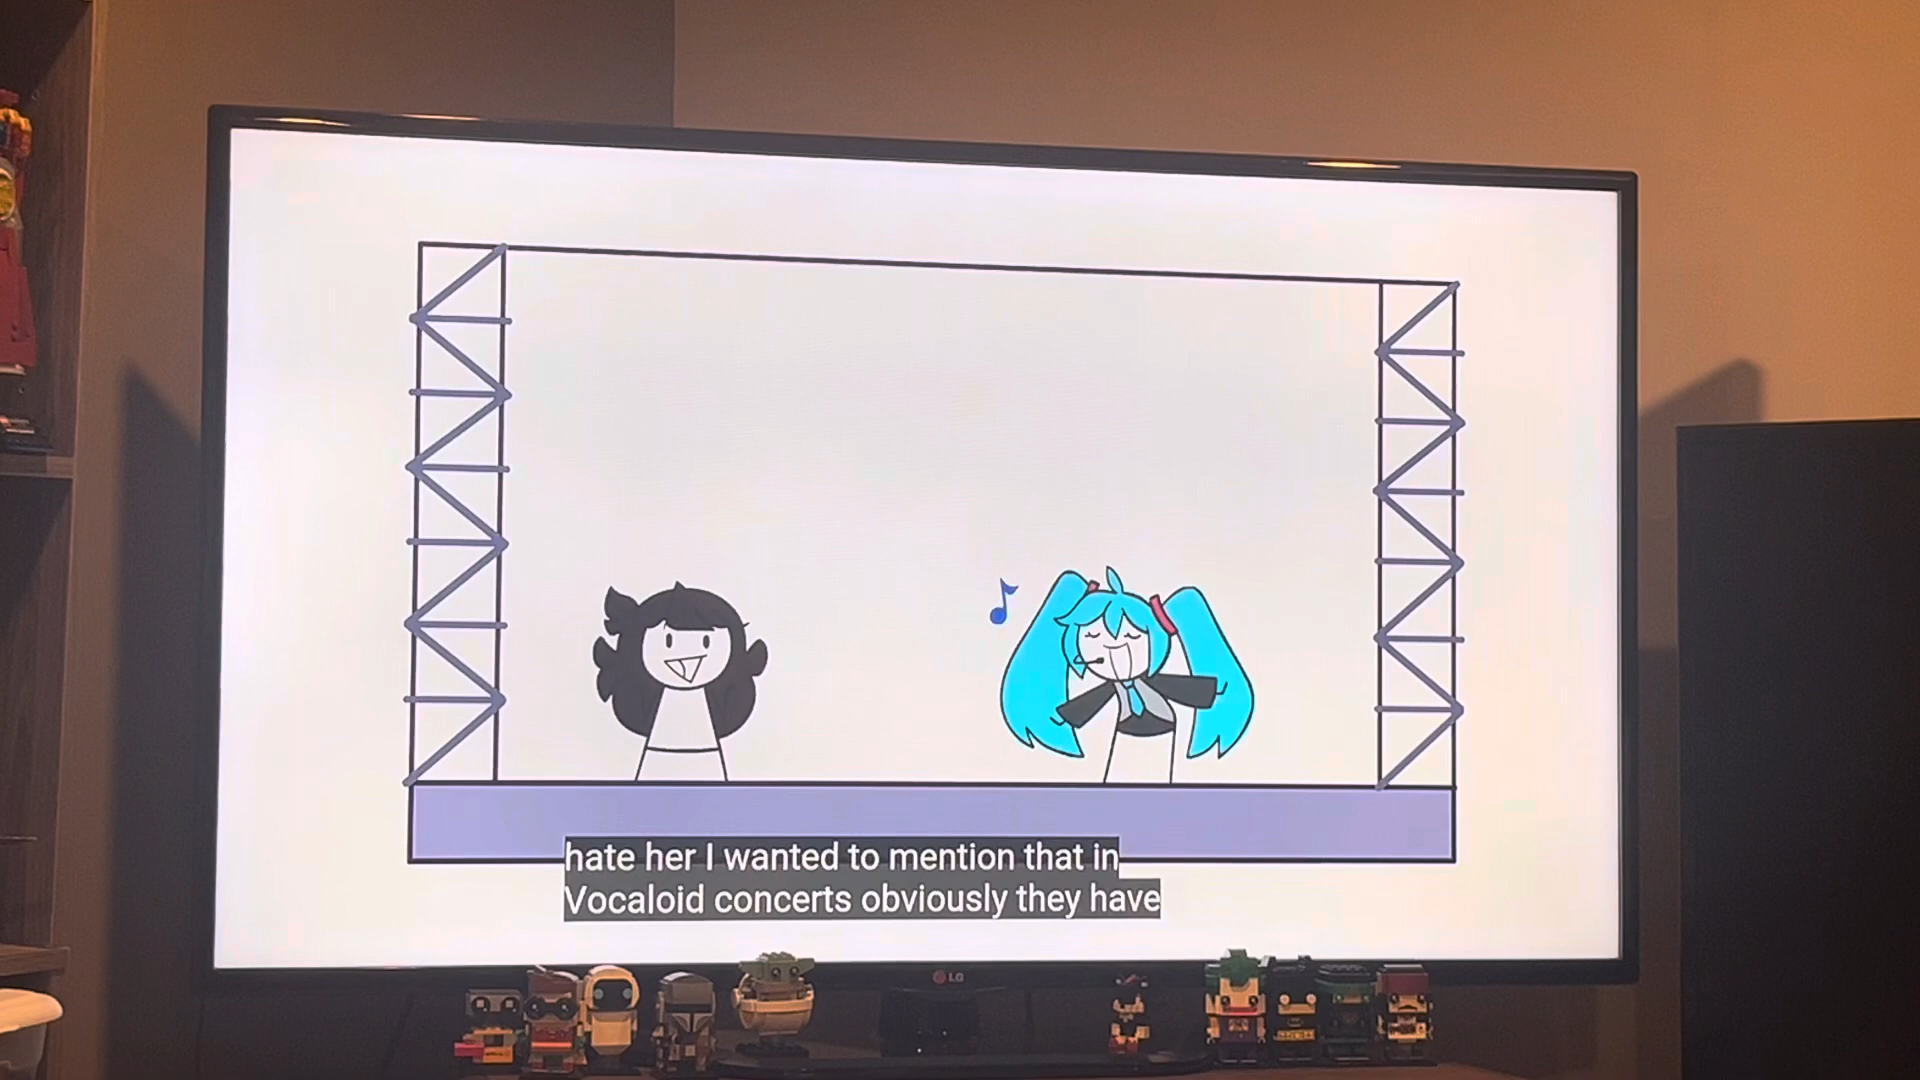 hate her I wanted to mention that in
Vocaloid concerts obviously they have
LG